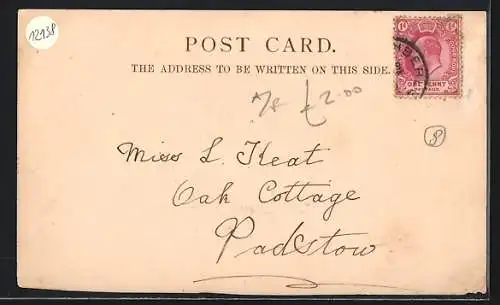 12938
POST CARD.
THE ADDRESS TO BE WRITTEN ON THIS SIDE.
£2.00
8
Miss L. Keat
Oak Cottage
Padstow
ONE PENNY